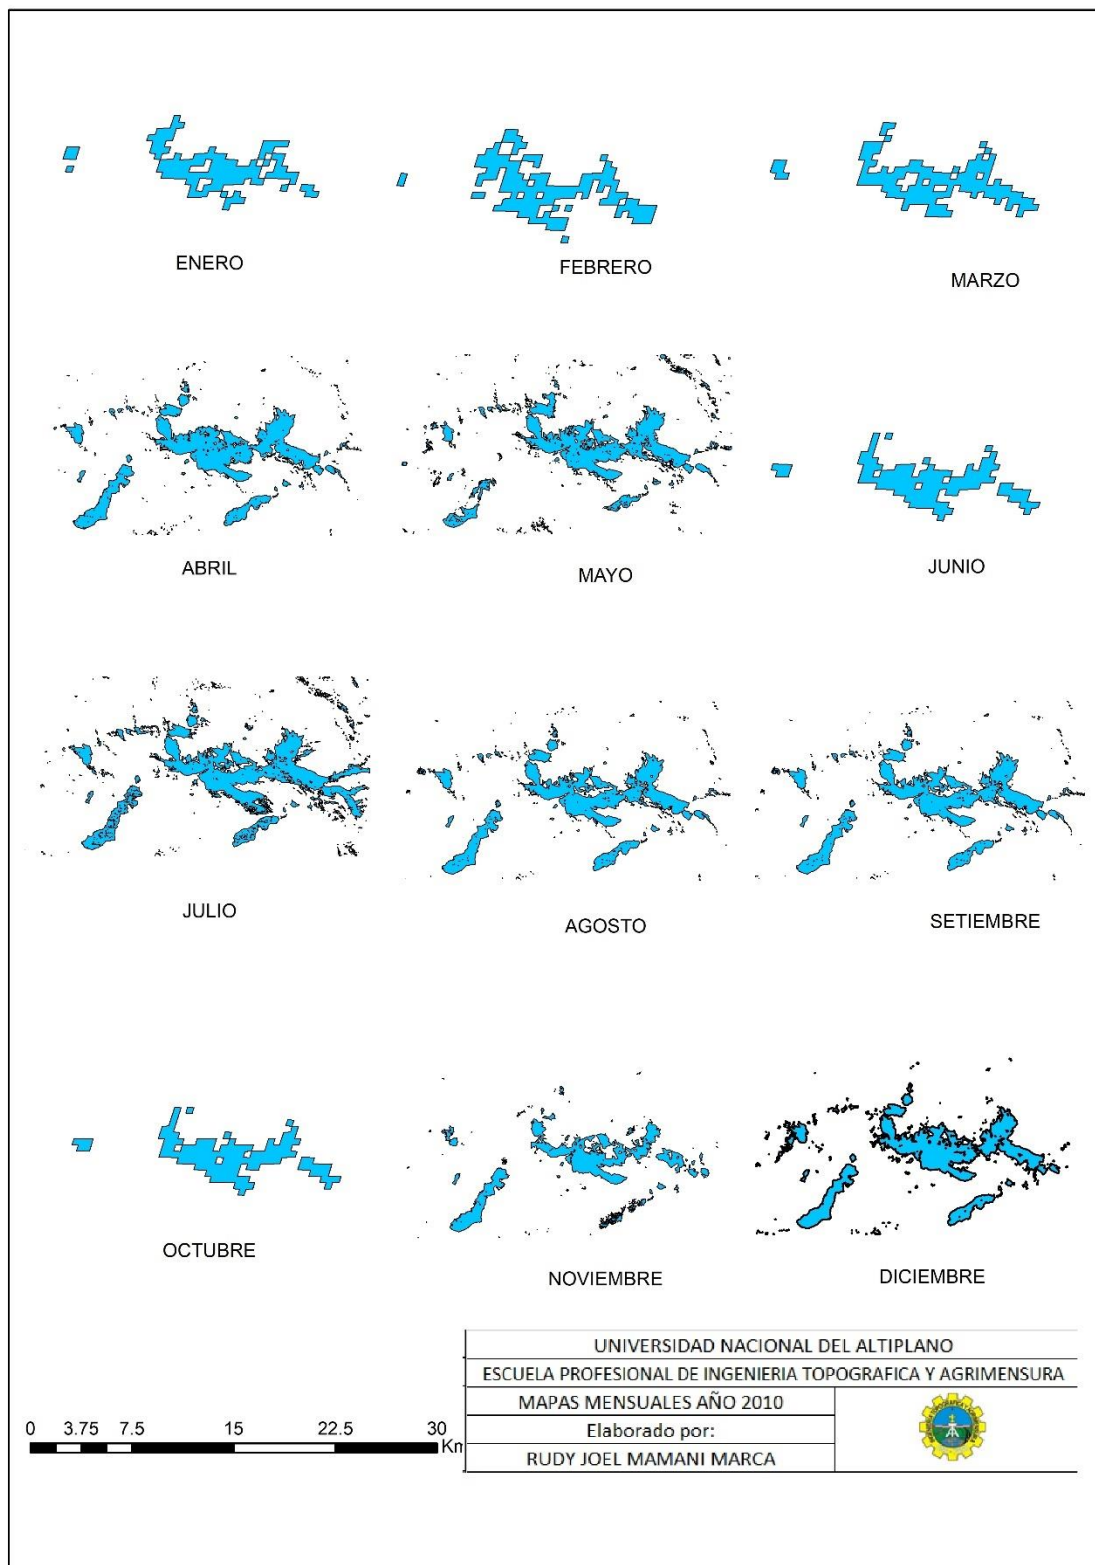 ENERO
FEBRERO
MARZO
ABRIL
MAYO
JUNIO
JULIO
AGOSTO
SETIEMBRE
OCTUBRE
NOVIEMBRE
DICIEMBRE
UNIVERSIDAD NACIONAL DEL ALTIPLANO
ESCUELA PROFESIONAL DE INGENIERIA TOPOGRAFICA Y AGRIMENSURA
MAPAS MENSUALES AÑO 2010
Elaborado por:
RUDY JOEL MAMANI MARCA
0 3.75 7.5 15 22.5 30